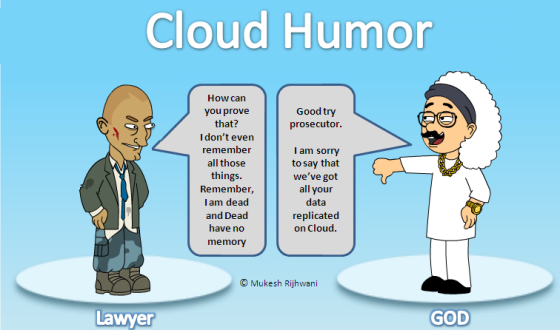 Cloud Humor
How can
you prove
that?
I don't even
remember
all those
things.
Remember,
I am dead
and Dead
have no
memory
Good try
prosecutor.
I am sorry
to say that
we've got
all your
data
replicated
on Cloud.
© Mukesh Rijhwani
Lawyer
GOD